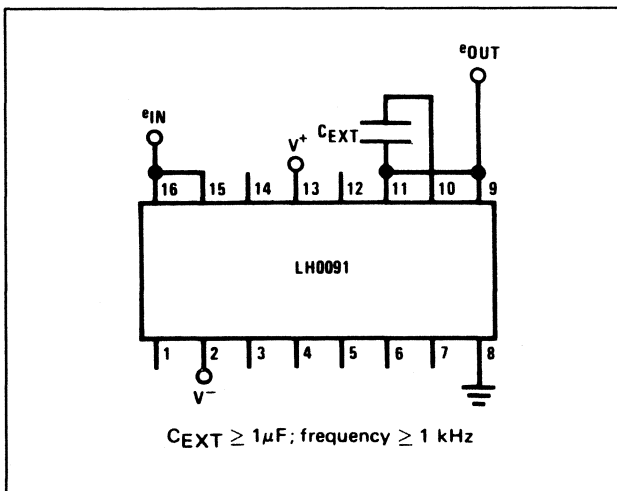 eOUT
eIN
CEXT
V+
16 15 14 13 12 11 10 9
LH0091
1 2 3 4 5 6 7 8
V−
CEXT ≥ 1μF; frequency ≥ 1 kHz